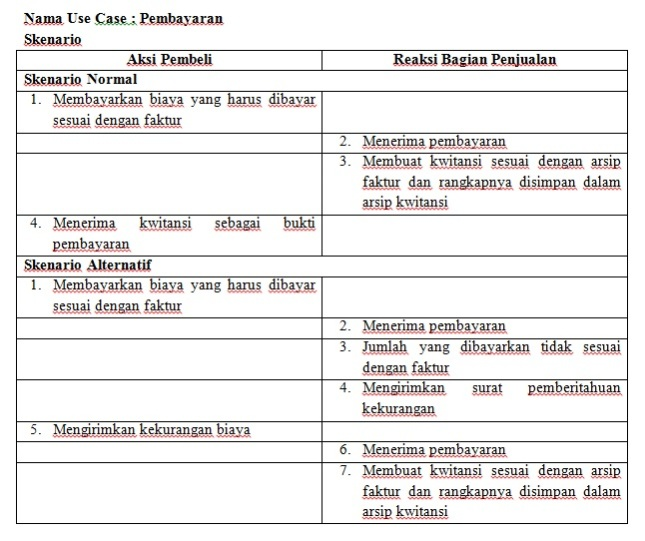 Nama Use Case : Pembayaran
Skenario
Aksi Pembeli
Reaksi Bagian Penjualan
Skenario Normal
1. Membayarkan biaya yang harus dibayar
sesuai dengan faktur
2. Menerima pembayaran
3. Membuat kwitansi sesuai dengan arsip
faktur dan rangkapnya disimpan dalam
arsip kwitansi
4. Menerima kwitansi sebagai bukti
pembayaran
Skenario Alternatif
1. Membayarkan biaya yang harus dibayar
sesuai dengan faktur
2. Menerima pembayaran
3. Jumlah yang dibayarkan tidak sesuai
dengan faktur
4. Mengirimkan surat pemberitahuan
kekurangan
5. Mengirimkan kekurangan biaya
6. Menerima pembayaran
7. Membuat kwitansi sesuai dengan arsip
faktur dan rangkapnya disimpan dalam
arsip kwitansi